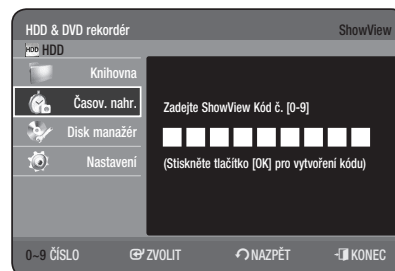 HDD & DVD rekordér ShowView
HDD HDD
Knihovna
Časov. nahr.
Zadejte ShowView Kód č. [0-9]
Disk manažér
Nastavení
(Stiskněte tlačítko [OK] pro vytvoření kódu)
0~9 ČÍSLO ZVOLIT NAZPĚT KONEC